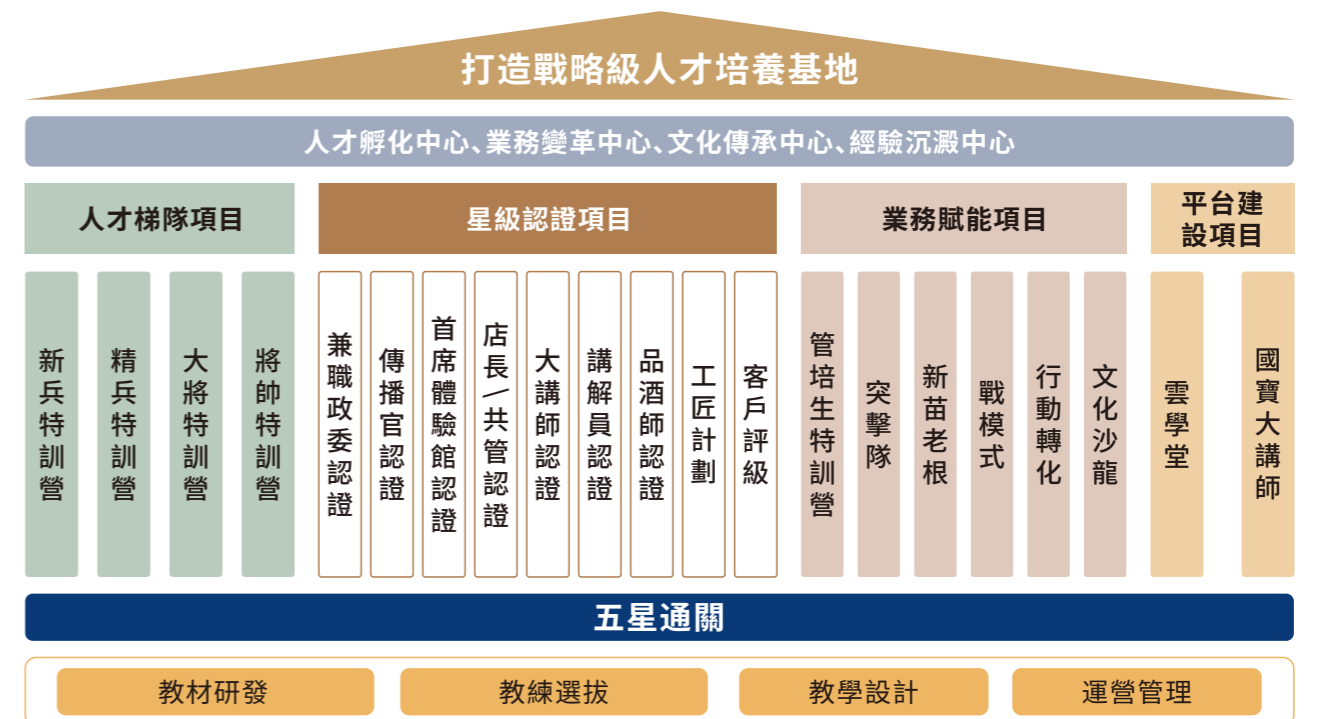 打造戰略級人才培養基地
人才孵化中心、業務變革中心、文化傳承中心、經驗沉澱中心
人才梯隊項目
星級認證項目
業務賦能項目
平台建
設項目
新兵特訓營
精兵特訓營
大將特訓營
將帥特訓營
兼職政委認證
傳播官認證
首席體驗館認證
店長/共管認證
大講師認證
講解員認證
品酒師認證
工匠計劃
客戶評級
管培生特訓營
突擊隊
新苗老根
戰模式
行動轉化
文化沙龍
雲學堂
國寶大講師
五星通關
教材研發
教練選拔
教學設計
運營管理